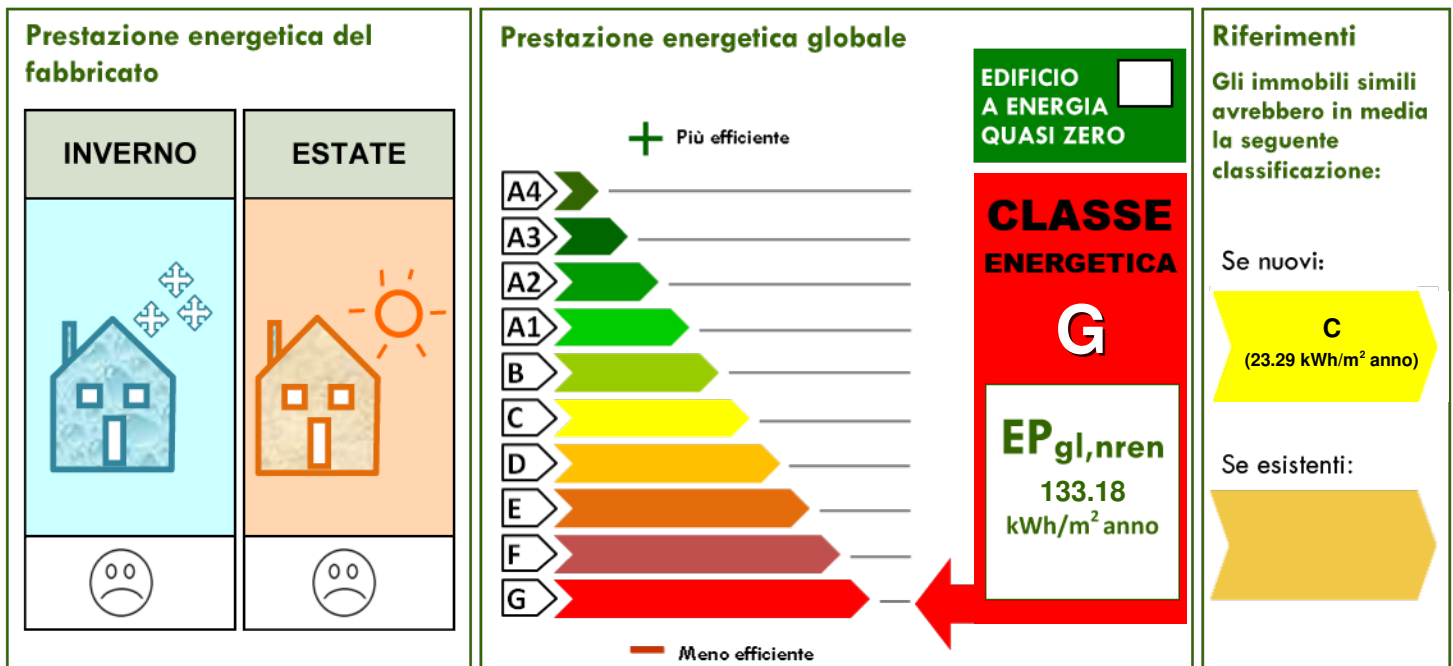 Prestazione energetica del
fabbricato
INVERNO
ESTATE
Prestazione energetica globale
Più efficiente
A4
A3
A2
A1
B
C
D
E
F
G
Meno efficiente
EDIFICIO
A ENERGIA
QUASI ZERO
CLASSE
ENERGETICA
G
EPgl,nren
133.18
kWh/m² anno
Riferimenti
Gli immobili simili
avrebbero in media
la seguente
classificazione:
Se nuovi:
C
(23.29 kWh/m² anno)
Se esistenti: